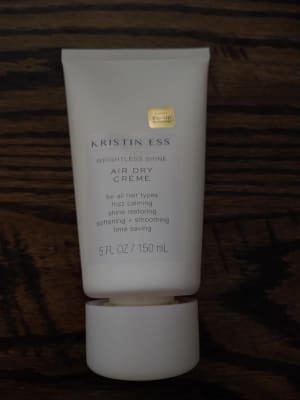 KRISTIN ESS
WEIGHTLESS SHINE
AIR DRY
CRÈME
for all hair types
frizz calming
shine restoring
softening + smoothing
time saving
5 FL OZ / 150 mL